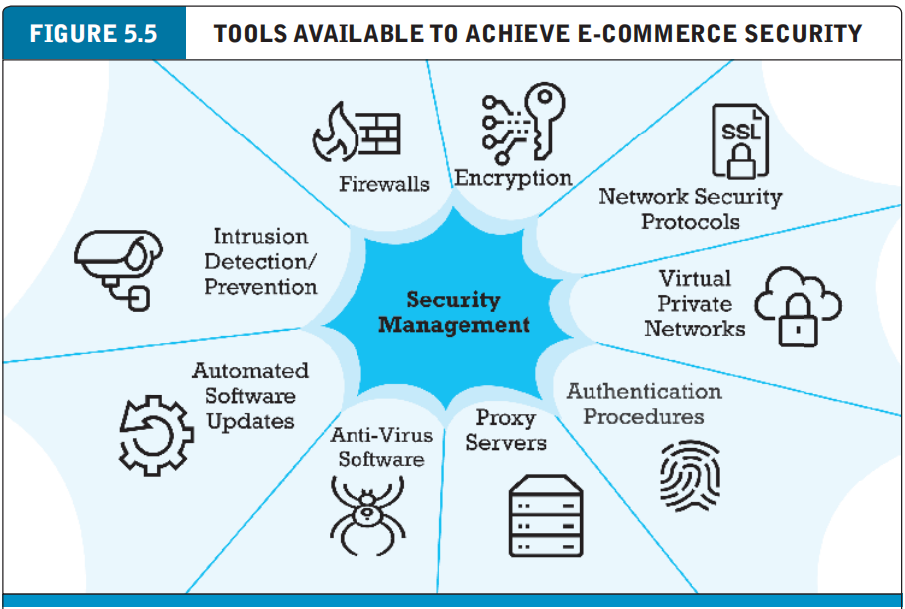 FIGURE 5.5
TOOLS AVAILABLE TO ACHIEVE E-COMMERCE SECURITY
Firewalls
Encryption
SSL
Network Security
Protocols
Intrusion
Detection/
Prevention
Virtual
Private
Networks
Security
Management
Automated
Software
Updates
Authentication
Procedures
Anti-Virus
Software
Proxy
Servers